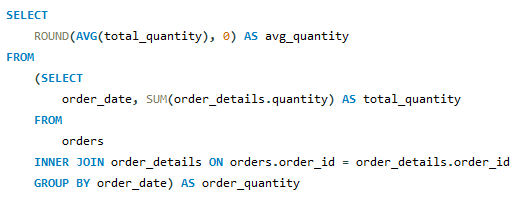 SELECT
ROUND(AVG(total_quantity), 0) AS avg_quantity
FROM
(SELECT
order_date, SUM(order_details.quantity) AS total_quantity
FROM
orders
INNER JOIN order_details ON orders.order_id = order_details.order_id
GROUP BY order_date) AS order_quantity